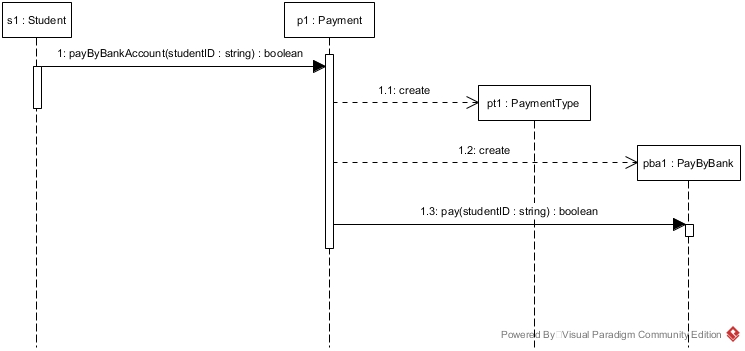 s1 : Student
p1 : Payment
1: payByBankAccount(studentID : string) : boolean
1.1: create
pt1 : PaymentType
1.2: create
pba1 : PayByBank
1.3: pay(studentID : string) : boolean
Powered By Visual Paradigm Community Edition